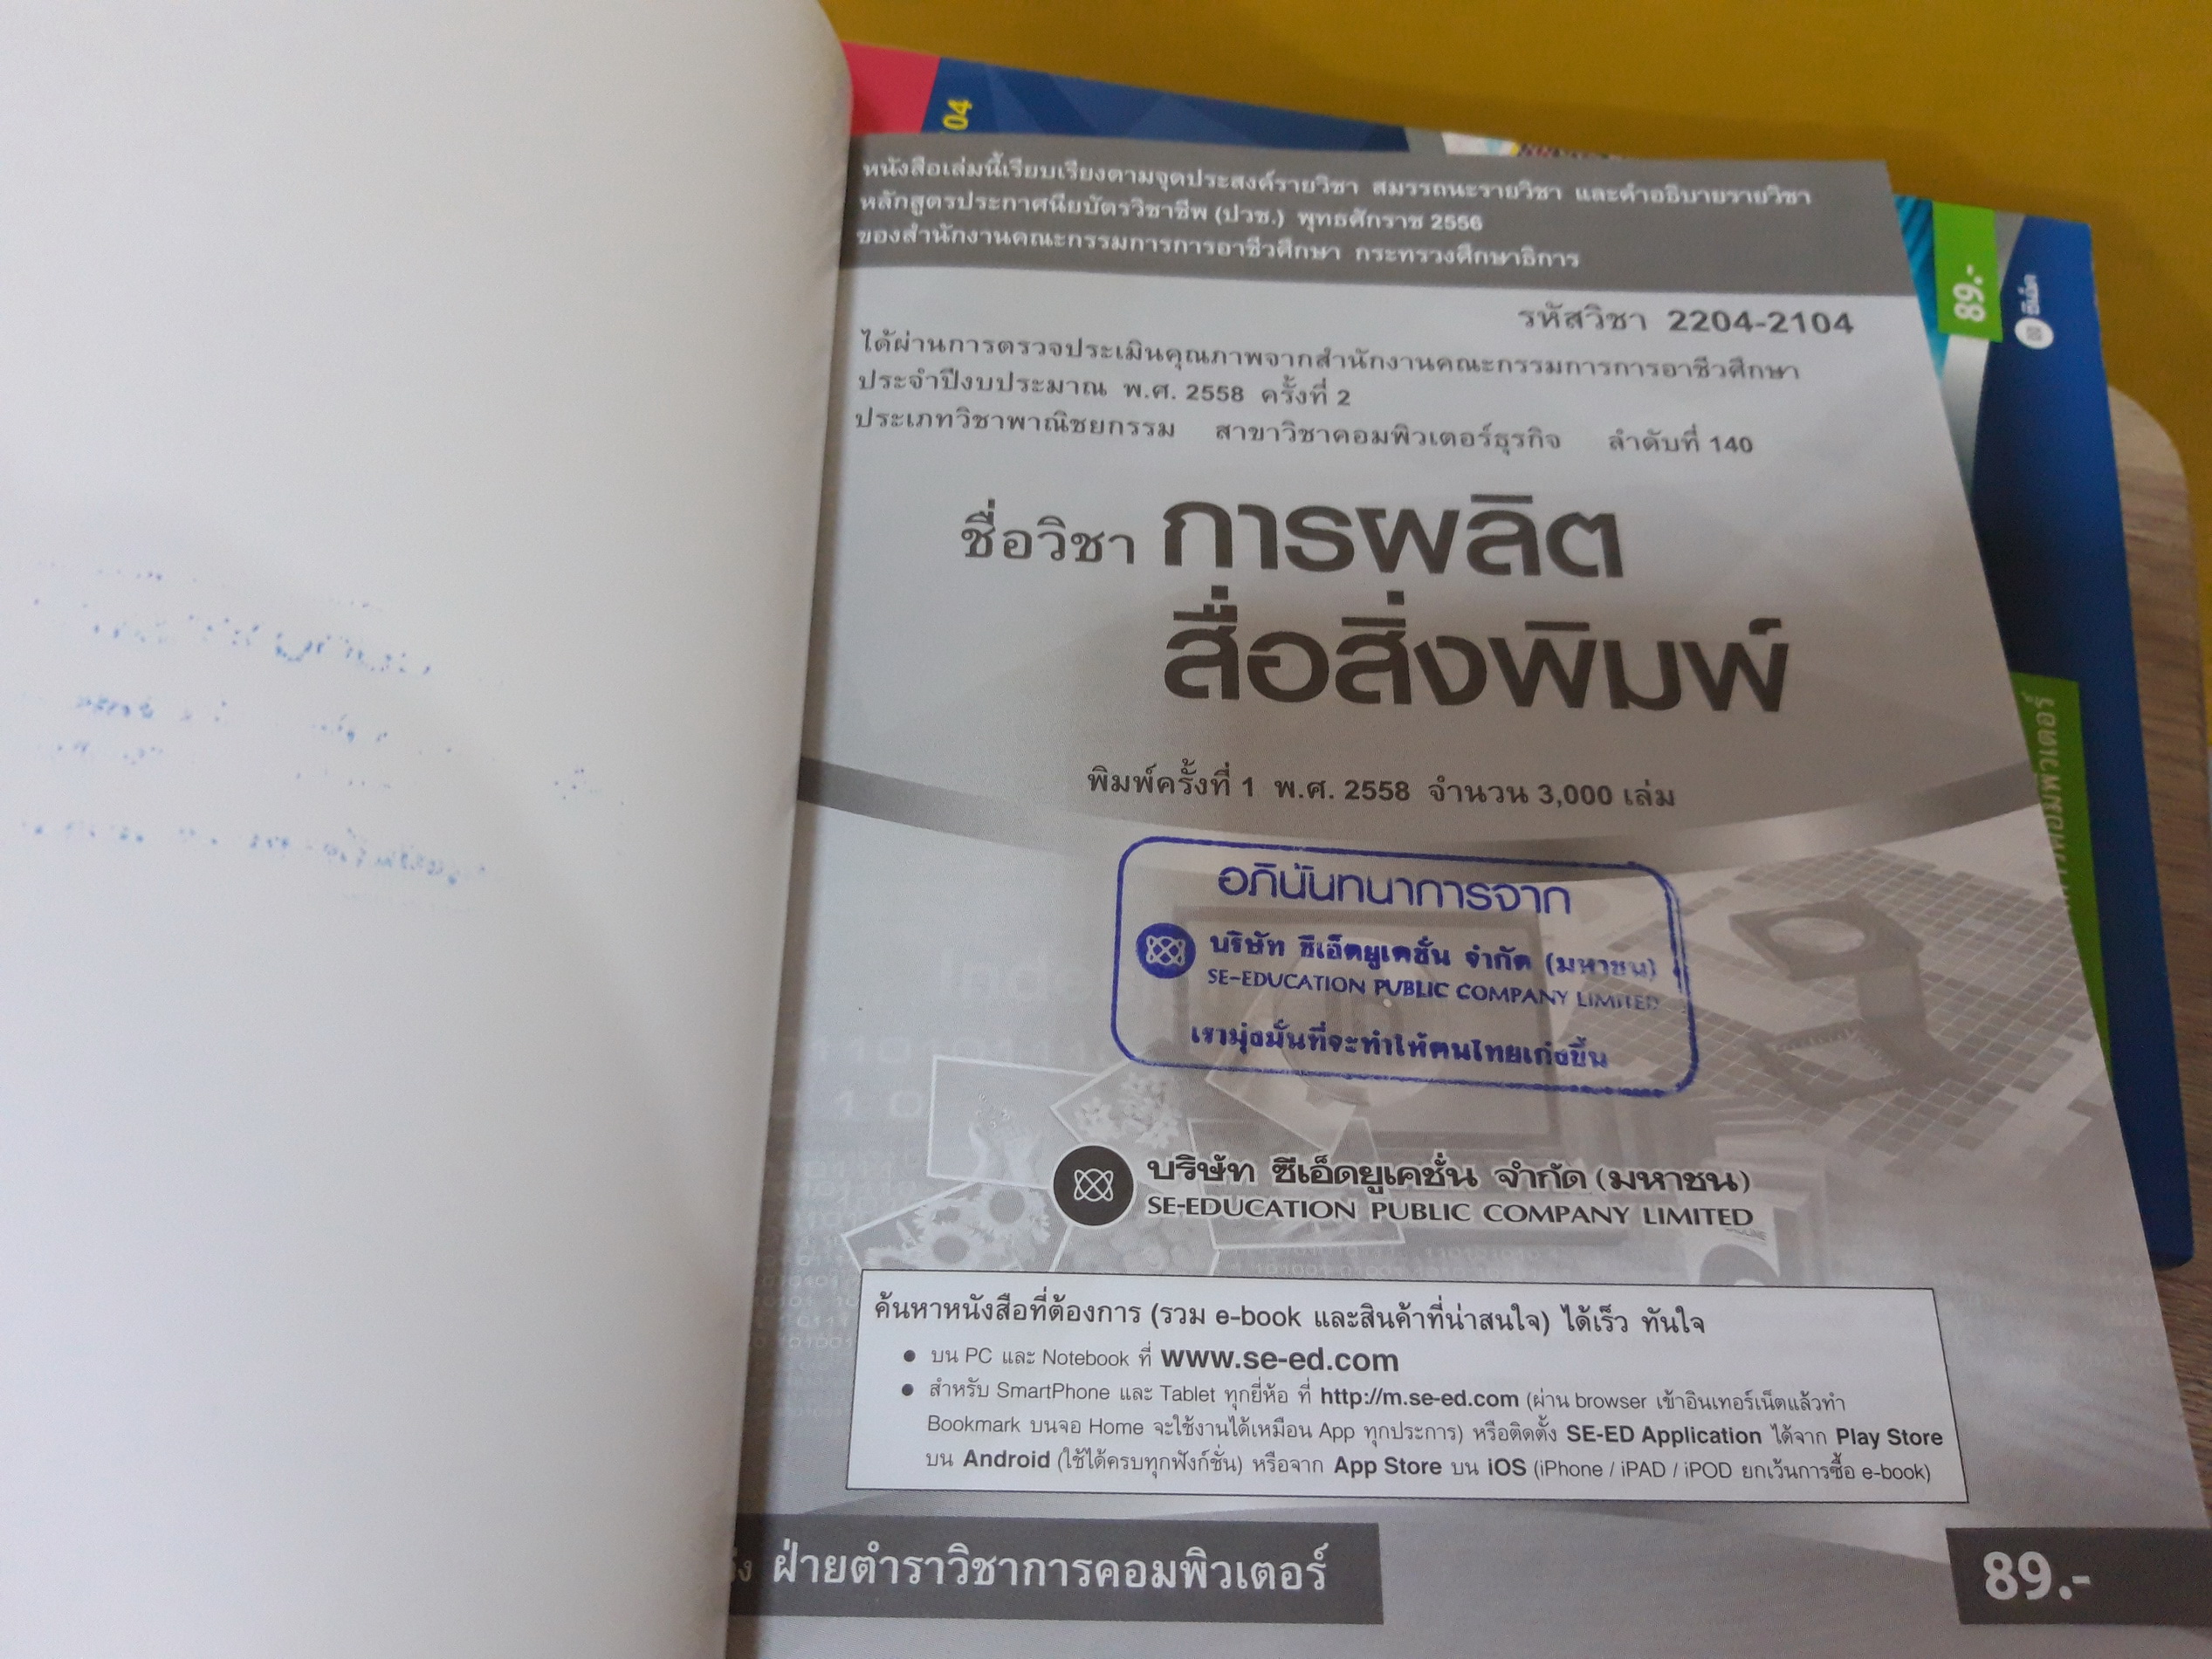 04
หนังสือเล่มนี้เรียบเรียงตามจุดประสงค์รายวิชา สมรรถนะรายวิชา และคำอธิบายรายวิชา
หลักสูตรประกาศนียบัตรวิชาชีพ (ปวช.) พุทธศักราช 2556
ของสำนักงานคณะกรรมการการอาชีวศึกษา กระทรวงศึกษาธิการ
รหัสวิชา 2204-2104
ได้ผ่านการตรวจประเมินคุณภาพจากสำนักงานคณะกรรมการการอาชีวศึกษา
ประจำปีงบประมาณ พ.ศ. 2558 ครั้งที่ 2
ประเภทวิชาพาณิชยกรรม สาขาวิชาคอมพิวเตอร์ธุรกิจ ลำดับที่ 140
ชื่อวิชา การผลิต
สื่อสิ่งพิมพ์
พิมพ์ครั้งที่ 1 พ.ศ. 2558 จำนวน 3,000 เล่ม
อภินันทนาการจาก
บริษัท ซีเอ็ดยูเคชั่น จำกัด (มหาชน)
SE-EDUCATION PUBLIC COMPANY LIMITED
เรามุ่งมั่นที่จะทำให้คนไทยเก่งขึ้น
บริษัท ซีเอ็ดยูเคชั่น จำกัด (มหาชน)
SE-EDUCATION PUBLIC COMPANY LIMITED
ค้นหาหนังสือที่ต้องการ (รวม e-book และสินค้าที่น่าสนใจ) ได้เร็ว ทันใจ
● บน PC และ Notebook ที่ www.se-ed.com
● สำหรับ SmartPhone และ Tablet ทุกยี่ห้อ ที่ http://m.se-ed.com (ผ่าน browser เข้าอินเทอร์เน็ตแล้วทำ
Bookmark บนจอ Home จะใช้งานได้เหมือน App ทุกประการ) หรือติดตั้ง SE-ED Application ได้จาก Play Store
บน Android (ใช้ได้ครบทุกฟังก์ชั่น) หรือจาก App Store บน iOS (iPhone / iPAD / iPOD ยกเว้นการซื้อ e-book)
ฝ่ายตำราวิชาการคอมพิวเตอร์
89.-
89.-
ซีเอ็ด